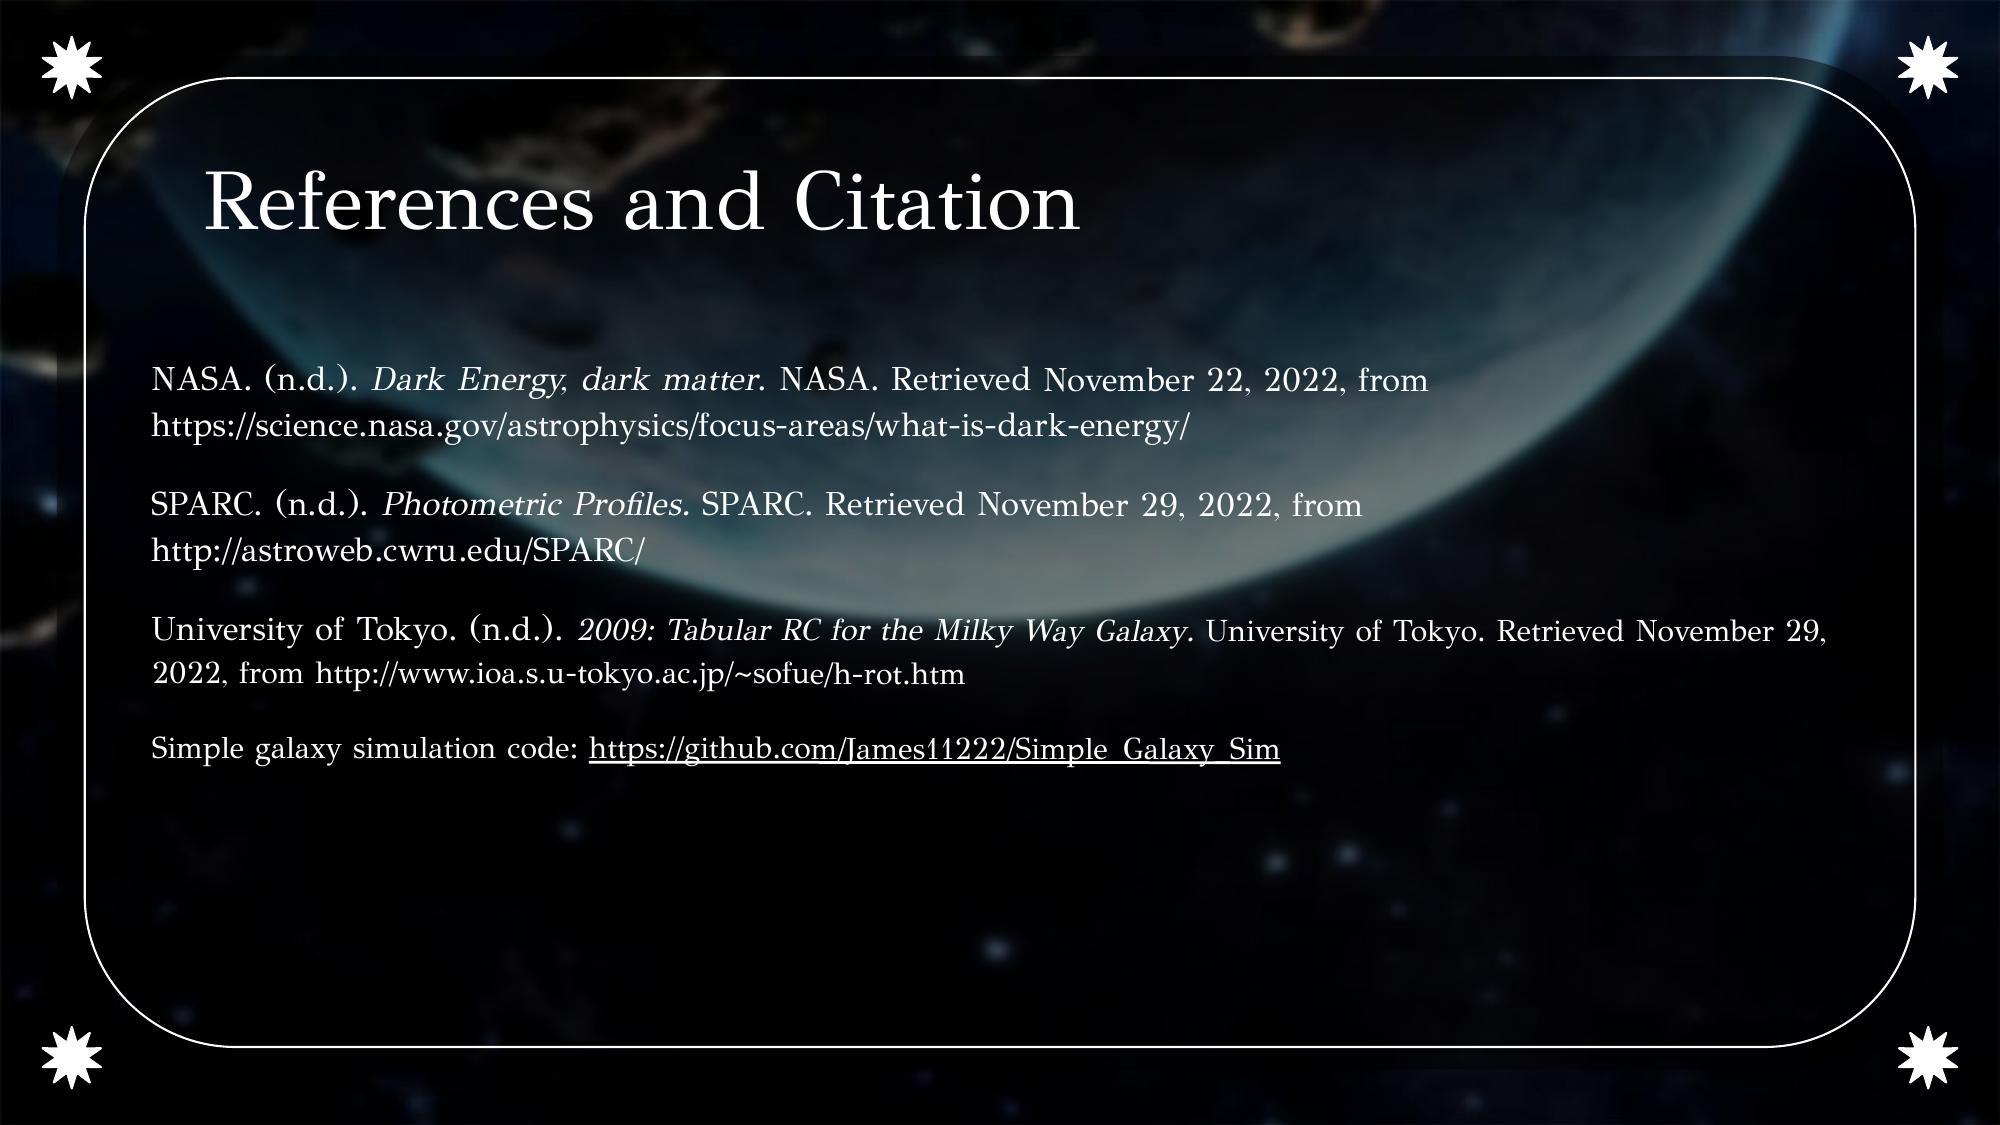 References and Citation
NASA. (n.d.). Dark Energy, dark matter. NASA. Retrieved November 22, 2022, from
https://science.nasa.gov/astrophysics/focus-areas/what-is-dark-energy/
SPARC. (n.d.). Photometric Profiles. SPARC. Retrieved November 29, 2022, from
http://astroweb.cwru.edu/SPARC/
University of Tokyo. (n.d.). 2009: Tabular RC for the Milky Way Galaxy. University of Tokyo. Retrieved November 29,
2022, from http://www.ioa.s.u-tokyo.ac.jp/~sofue/h-rot.htm
Simple galaxy simulation code: https://github.com/James11222/Simple_Galaxy_Sim